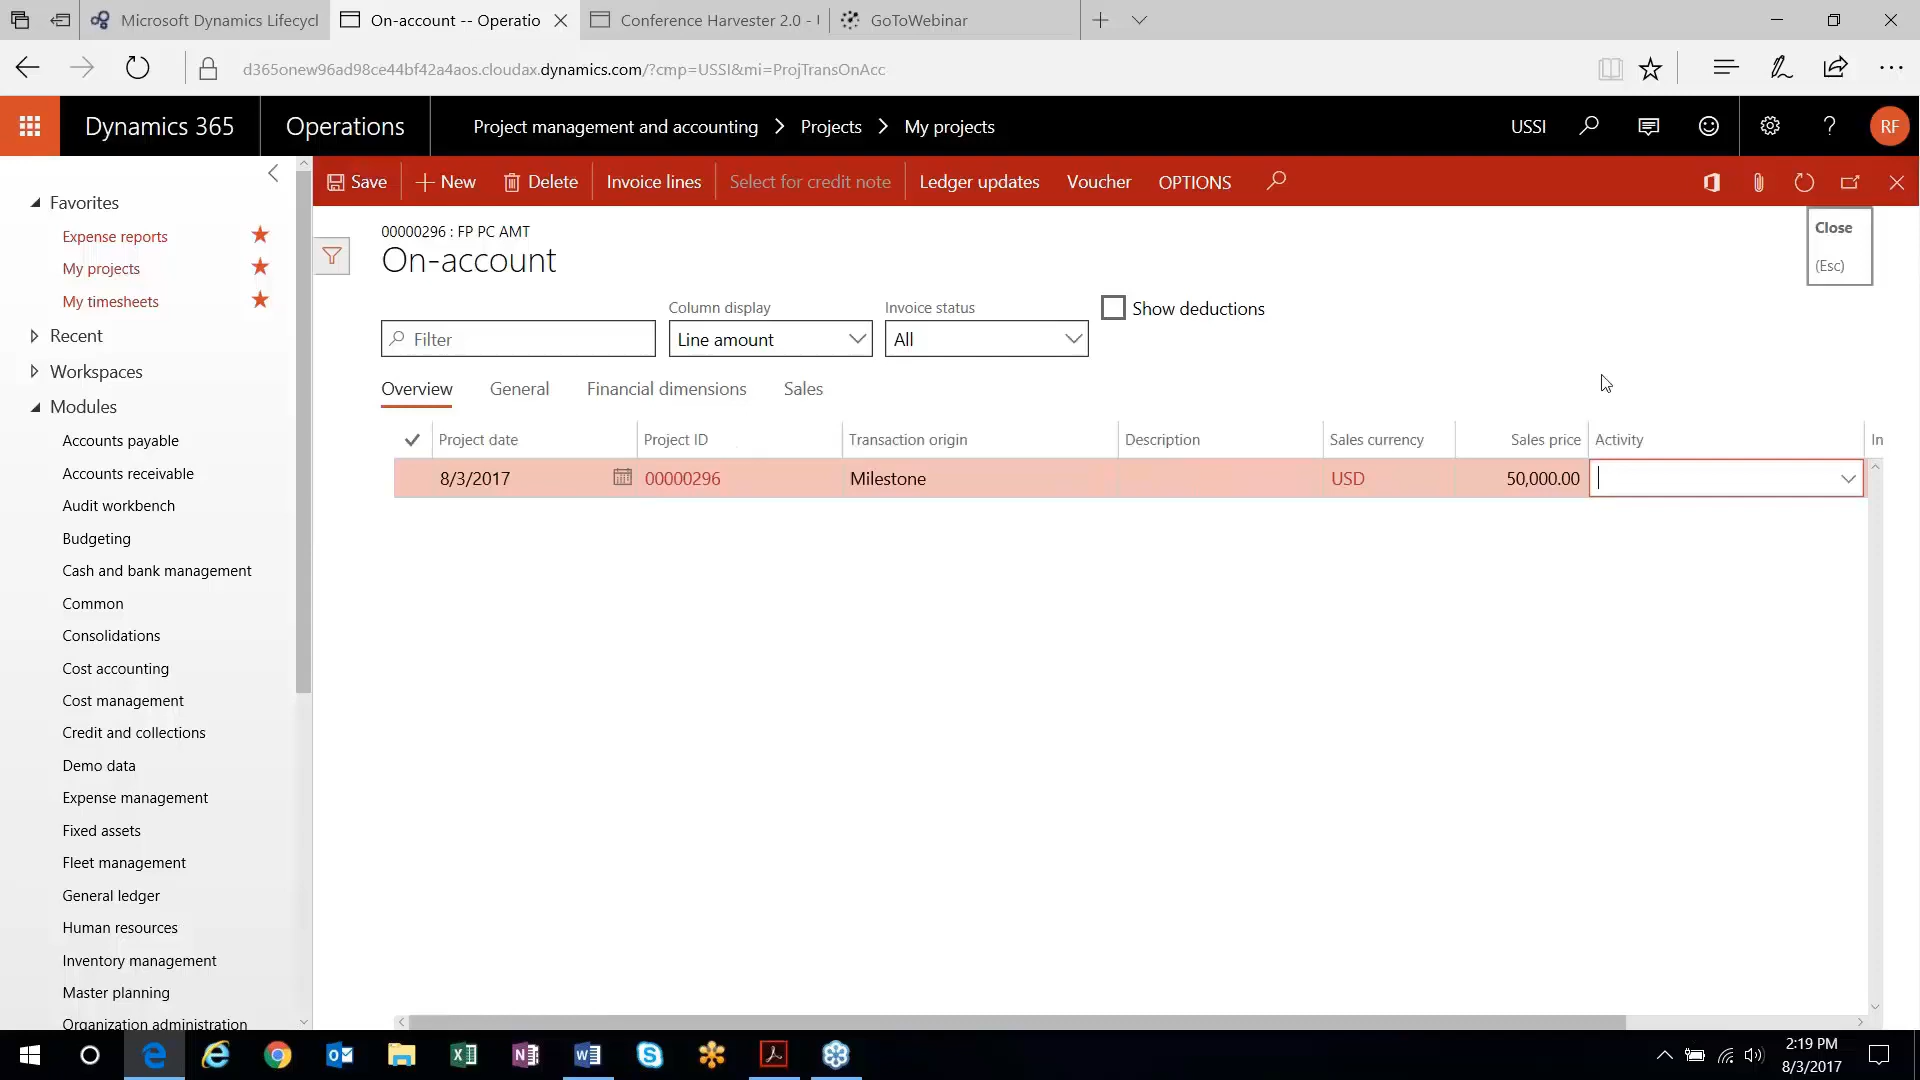 Microsoft Dynamics Lifecycl
On-account -- Operatio
Conference Harvester 2.0 -
GoToWebinar
d365onew96ad98ce44bf42a4aos.cloudax.dynamics.com/?cmp=USSI&mi=ProjTransOnAcc
Dynamics 365
Operations
Project management and accounting > Projects > My projects
USSI
?
RF
Save
New
Delete
Invoice lines
Select for credit note
Ledger updates
Voucher
OPTIONS
Close
(Esc)
Favorites
Expense reports
My projects
My timesheets
Recent
Workspaces
Modules
Accounts payable
Accounts receivable
Audit workbench
Budgeting
Cash and bank management
Common
Consolidations
Cost accounting
Cost management
Credit and collections
Demo data
Expense management
Fixed assets
Fleet management
General ledger
Human resources
Inventory management
Master planning
Organization administration
00000296 : FP PC AMT
On-account
Filter
Column display
Line amount
Invoice status
All
Show deductions
Overview
General
Financial dimensions
Sales
Project date
Project ID
Transaction origin
Description
Sales currency
Sales price
Activity
In
8/3/2017
00000296
Milestone
USD
50,000.00
2:19 PM
8/3/2017